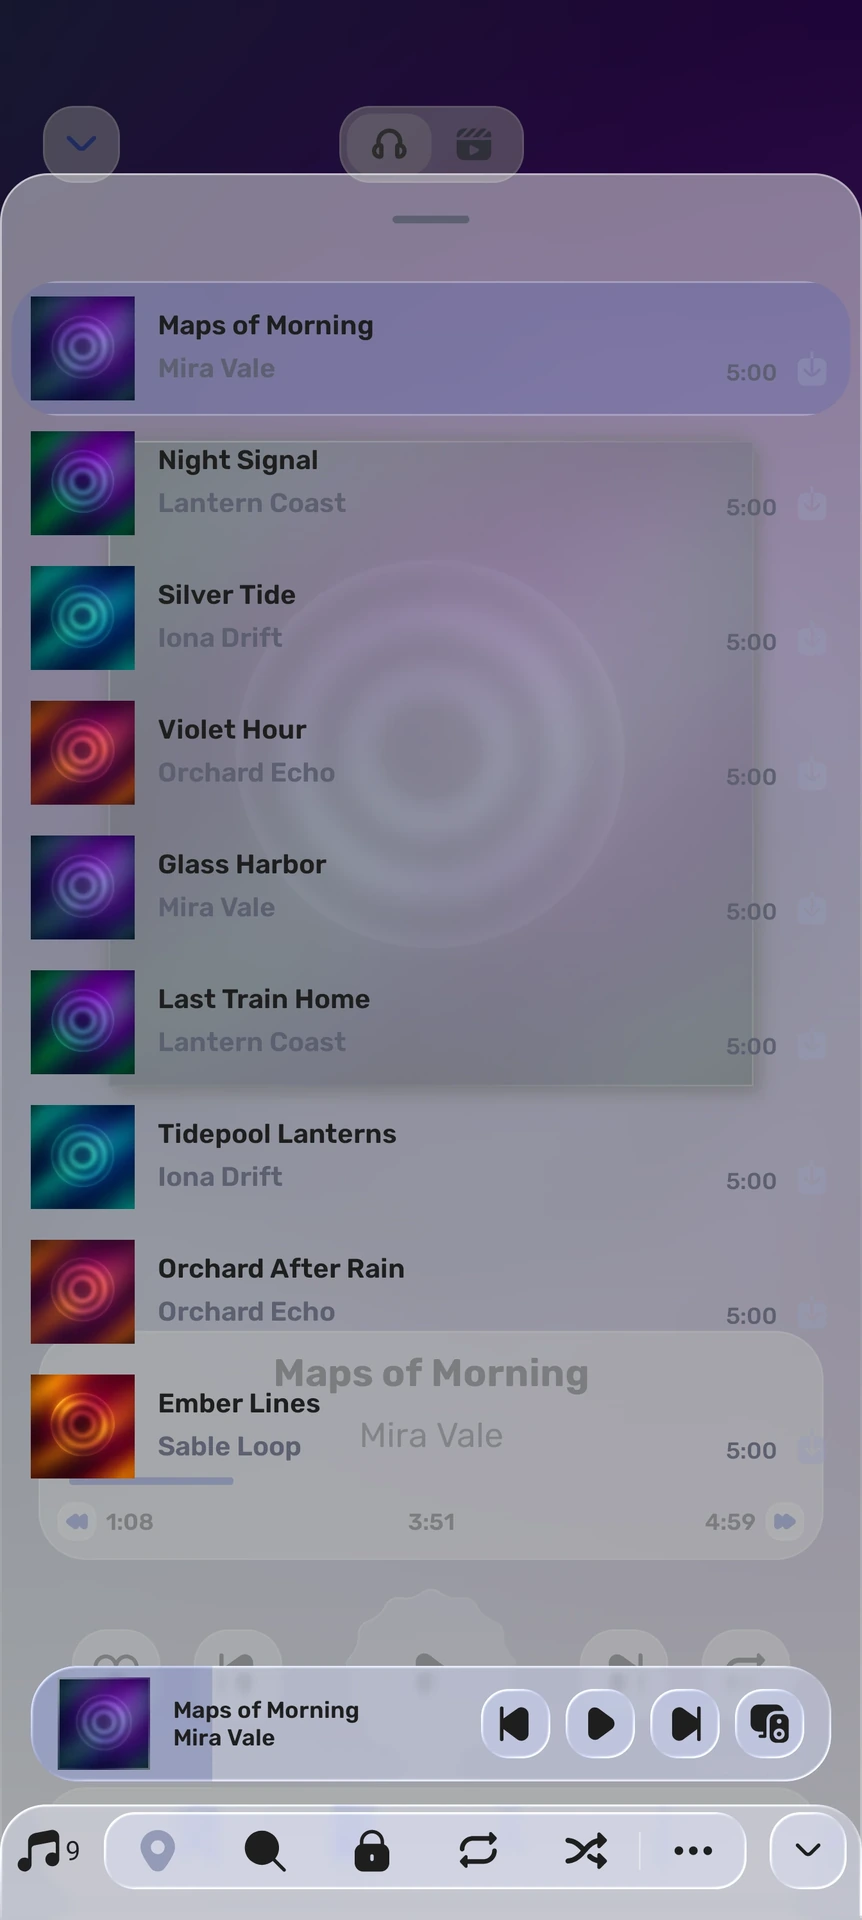 Maps of Morning
Mira Vale
5:00
Night Signal
Lantern Coast
5:00
Silver Tide
Iona Drift
5:00
Violet Hour
Orchard Echo
5:00
Glass Harbor
Mira Vale
5:00
Last Train Home
Lantern Coast
5:00
Tidepool Lanterns
Iona Drift
5:00
Orchard After Rain
Orchard Echo
5:00
Maps of Morning
Ember Lines
Mira Vale
Sable Loop
5:00
1:08 3:51 4:59
Maps of Morning
Mira Vale
9